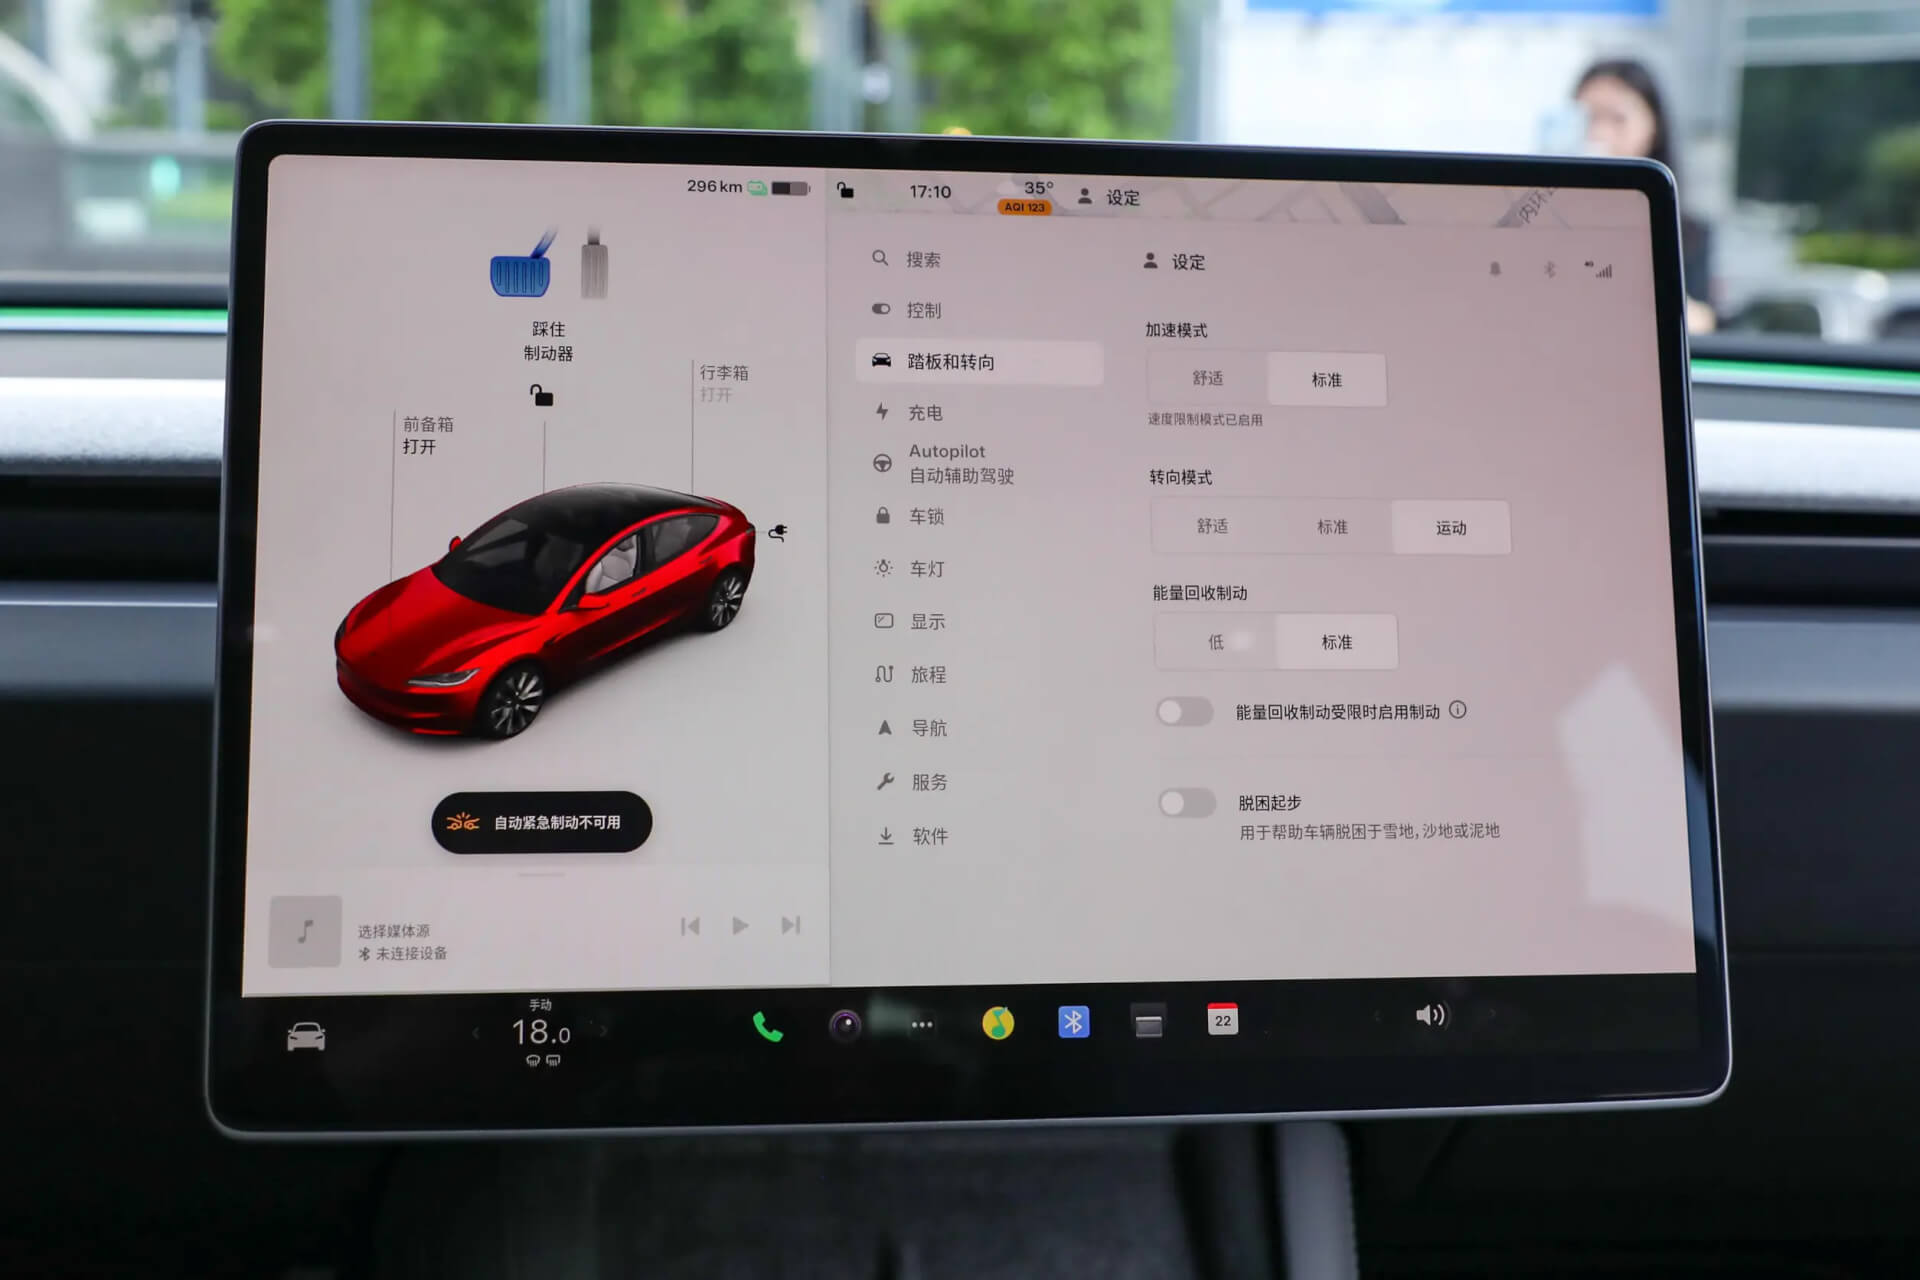 296 km
17:10
35°
AQI 123
设定
内环
踩住
制动器
行李箱
打开
前备箱
打开
自动紧急制动不可用
选择媒体源
未连接设备
搜索
控制
踏板和转向
充电
Autopilot
自动辅助驾驶
车锁
车灯
显示
旅程
导航
服务
软件
设定
4G
加速模式
舒适 标准
速度限制模式已启用
转向模式
舒适 标准 运动
能量回收制动
低 标准
能量回收制动受限时启用制动
脱困起步
用于帮助车辆脱困于雪地, 沙地或泥地
手动
18.0
22